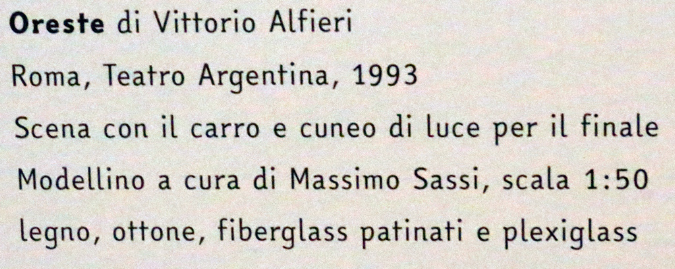 Oreste di Vittorio Alfieri
Roma, Teatro Argentina, 1993
Scena con il carro e cuneo di luce per il finale
Modellino a cura di Massimo Sassi, scala 1:50
legno, ottone, fiberglass patinati e plexiglass